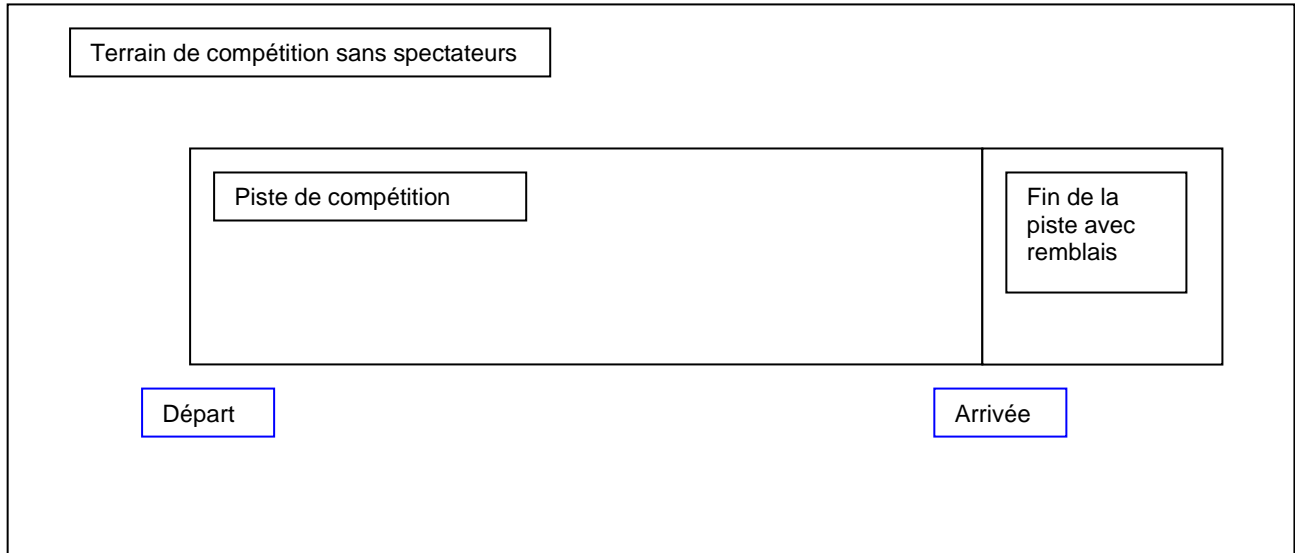 Terrain de compétition sans spectateurs
Piste de compétition
Fin de la
piste avec
remblais
Départ
Arrivée